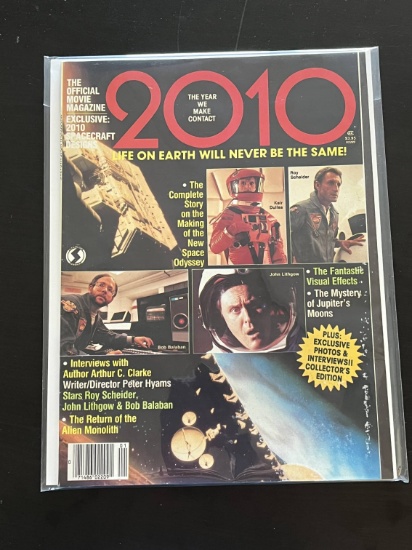 THE
OFFICIAL
MOVIE
MAGAZINE
EXCLUSIVE:
2010
SPACECRAFT
DESIGNS
2010
THE YEAR
WE MAKE
CONTACT
LIFE ON EARTH WILL NEVER BE THE SAME!
• The
Complete
Story
on the
Making of
the New
Space
Odyssey
Keir
Dullea
Roy
Scheider
Bob Balaban
John Lithgow
• The Fantastic
Visual Effects
• The Mystery
of Jupiter's
Moons
PLUS:
EXCLUSIVE
PHOTOS &
INTERVIEWS!!
COLLECTOR'S
EDITION
• Interviews with
Author Arthur C. Clarke
Writer/Director Peter Hyams
Stars Roy Scheider,
John Lithgow & Bob Balaban
• The Return of the
Alien Monolith
0
71486 02209